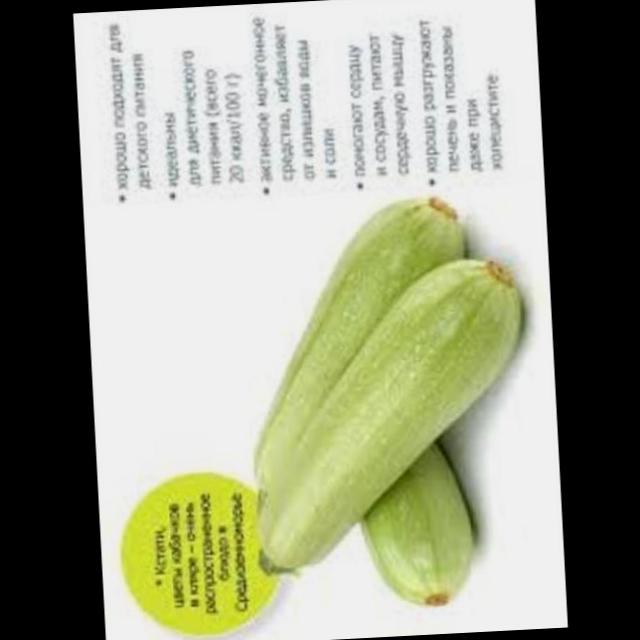 • хорошо подходят для
детского питания
• идеальны
для диетического
питания (всего
20 ккал/100 г)
• активное мочегонное
средство, избавляет
от излишков воды
и соли
• помогают сердцу
и сосудам, питают
сердечную мышцу
• хорошо разгружают
печень и показаны
даже при
холецистите
* Кстати,
цветы кабачков
в кляре – очень
распространенное
блюдо в
Средиземноморье